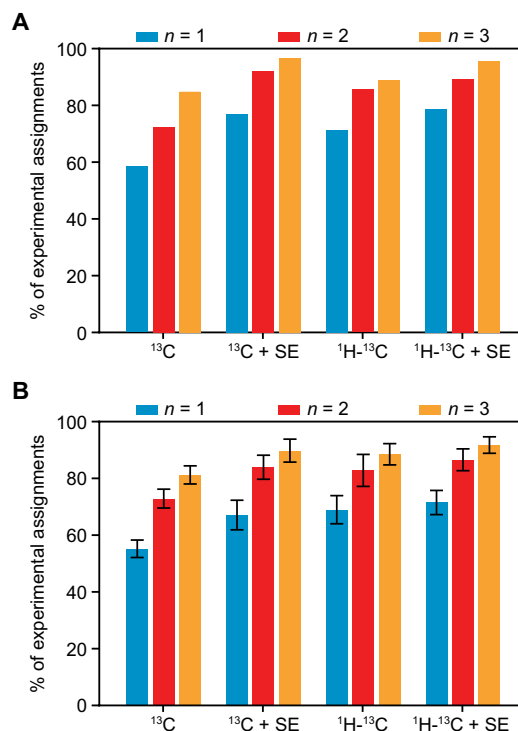 A
n = 1 n = 2 n = 3
% of experimental assignments
100
80
60
40
20
0
¹³C ¹³C + SE ¹H-¹³C ¹H-¹³C + SE
B
n = 1 n = 2 n = 3
% of experimental assignments
100
80
60
40
20
0
¹³C ¹³C + SE ¹H-¹³C ¹H-¹³C + SE